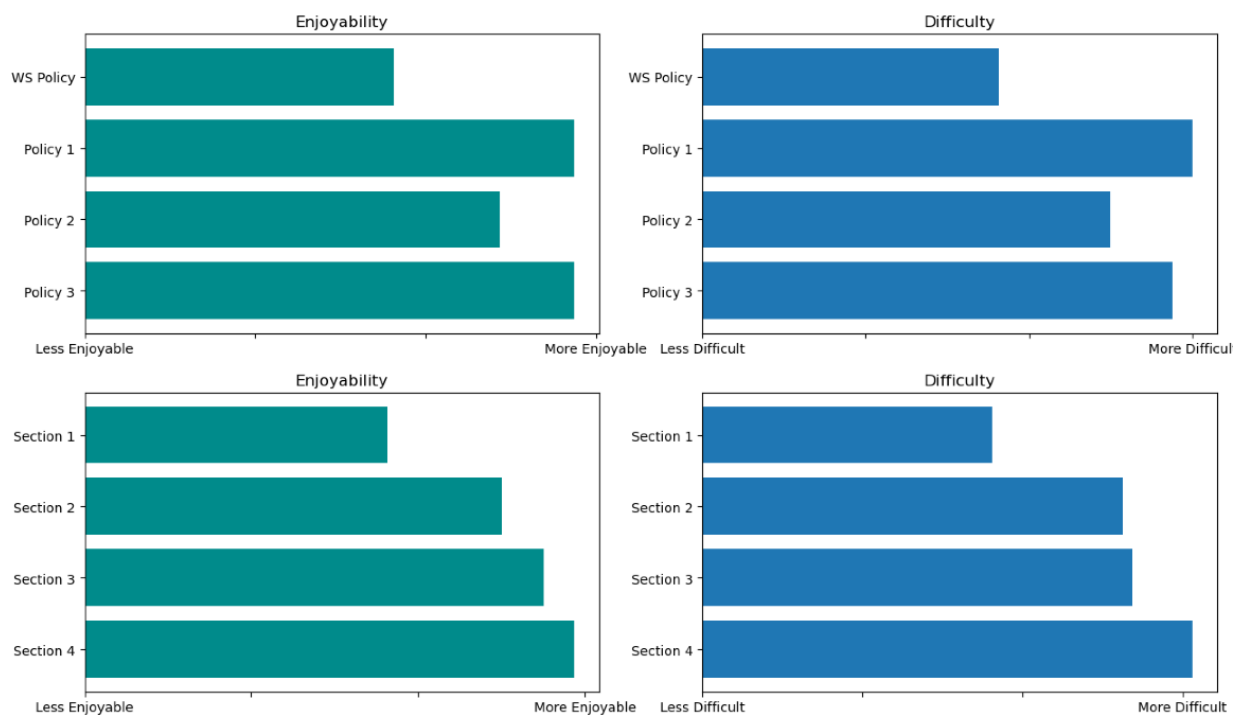 Enjoyability
WS Policy
Policy 1
Policy 2
Policy 3
Less Enjoyable
More Enjoyable
Difficulty
WS Policy
Policy 1
Policy 2
Policy 3
Less Difficult
More Difficult
Enjoyability
Section 1
Section 2
Section 3
Section 4
Less Enjoyable
More Enjoyable
Difficulty
Section 1
Section 2
Section 3
Section 4
Less Difficult
More Difficult